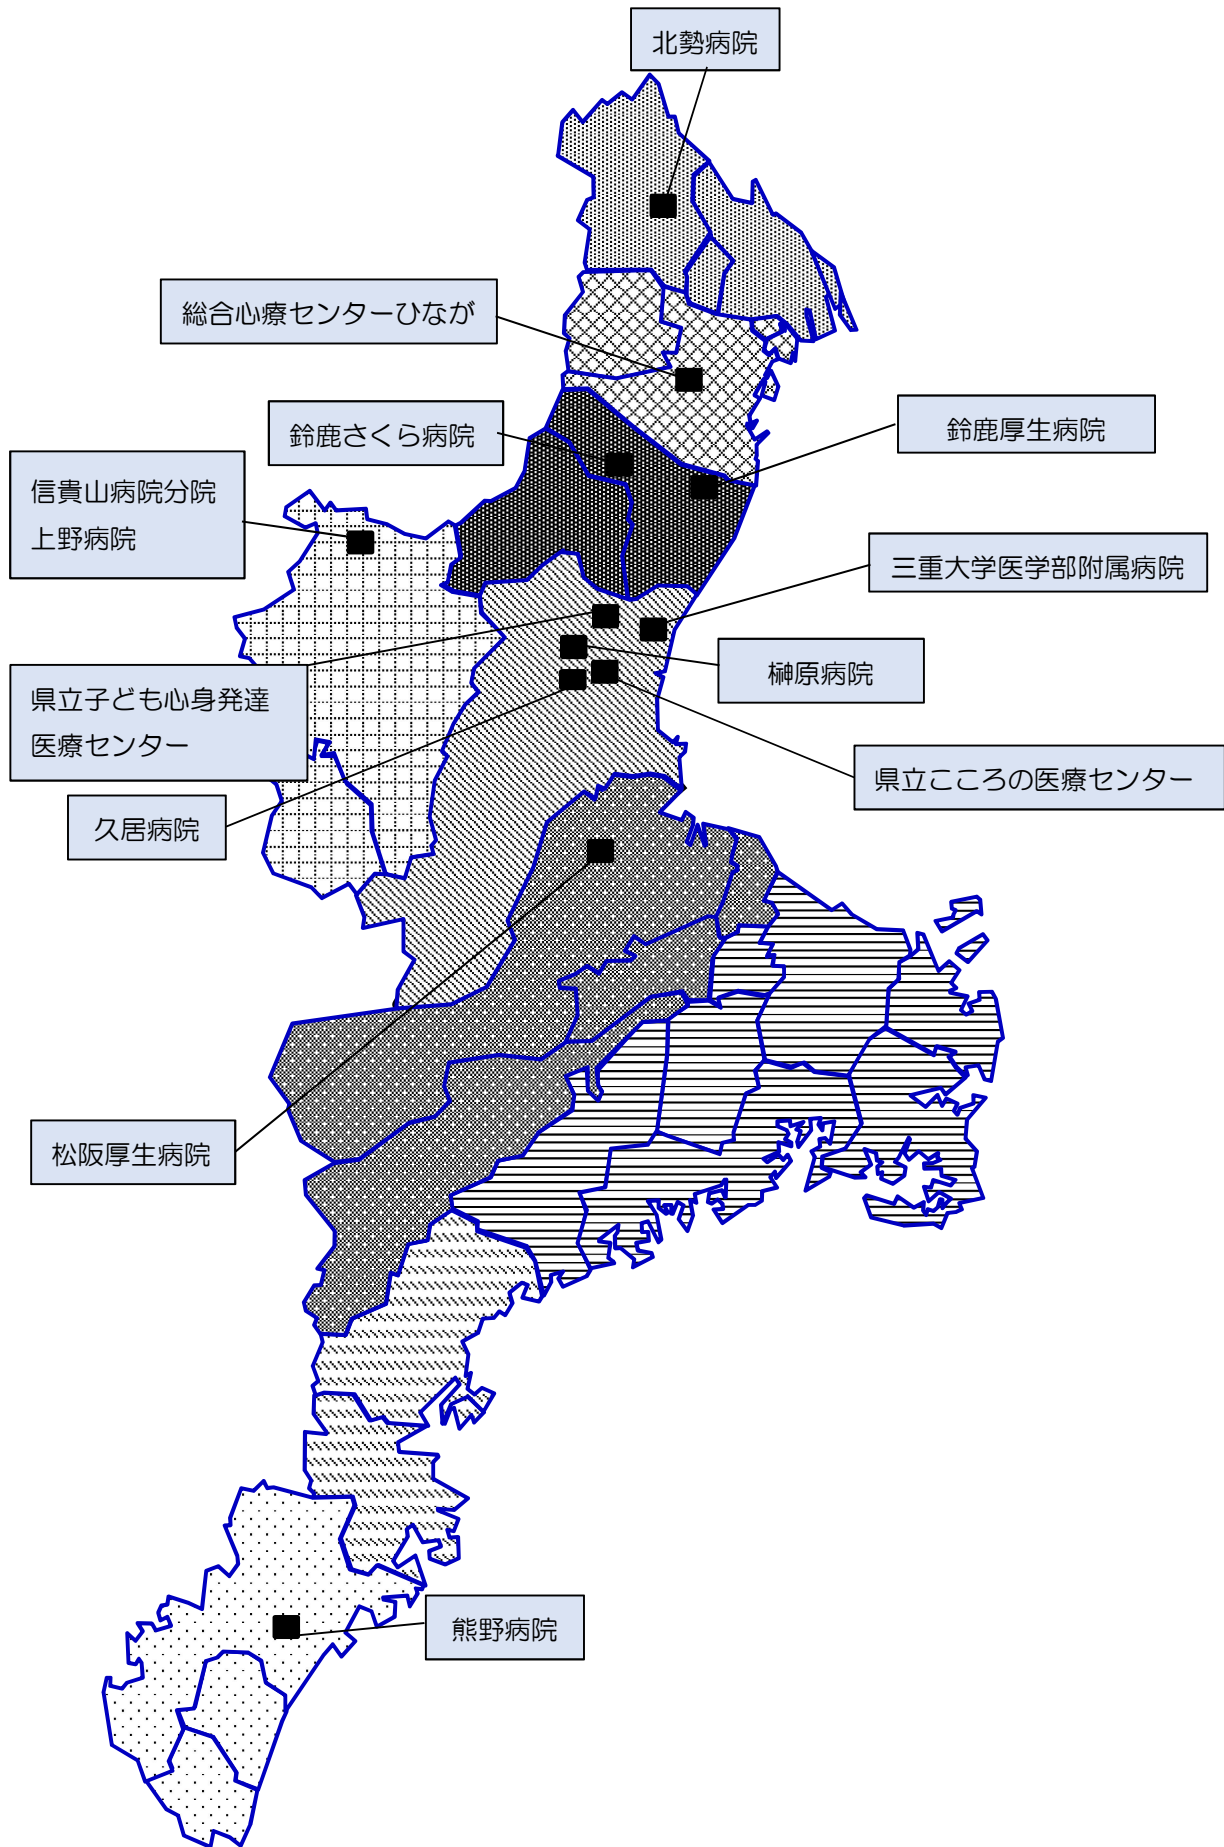 北勢病院
総合心療センターひなが
鈴鹿さくら病院
鈴鹿厚生病院
信貴山病院分院
上野病院
三重大学医学部附属病院
榊原病院
県立子ども心身発達
医療センター
県立こころの医療センター
久居病院
松阪厚生病院
熊野病院